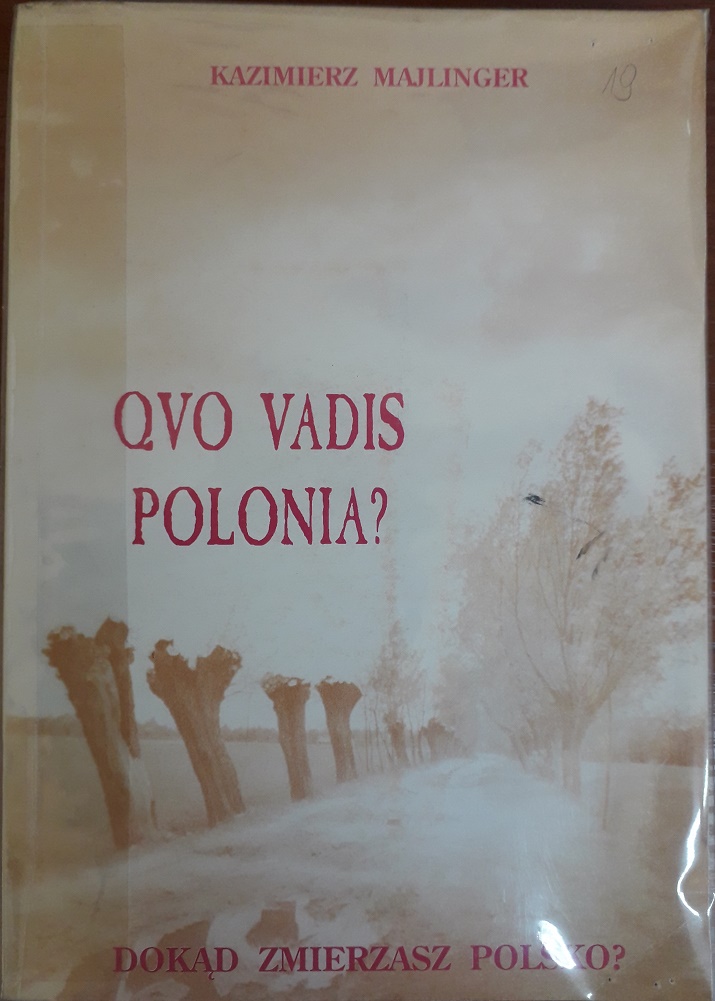 KAZIMIERZ MAJLINGER
19
QVO VADIS
POLONIA?
DOKĄD ZMIERZASZ POLSKO?